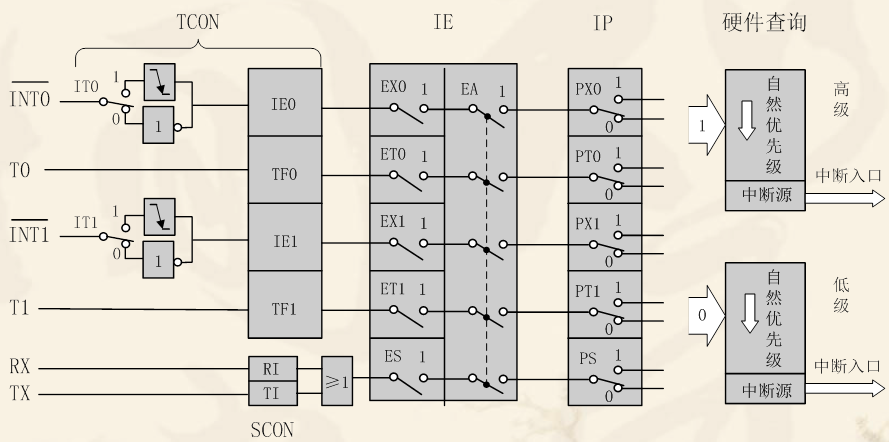 TCON
IE
IP
硬件查询
INT0
IT0
1
0
1
IE0
EX0
1
EA
1
PX0
1
0
1
自然优先级
中断源
高级
中断入口
T0
TF0
ET0
1
PT0
1
0
INT1
IT1
1
0
1
IE1
EX1
1
PX1
1
0
T1
TF1
ET1
1
PT1
1
0
0
自然优先级
中断源
低级
中断入口
RX
RI
TX
TI
≥1
ES
1
PS
1
0
SCON